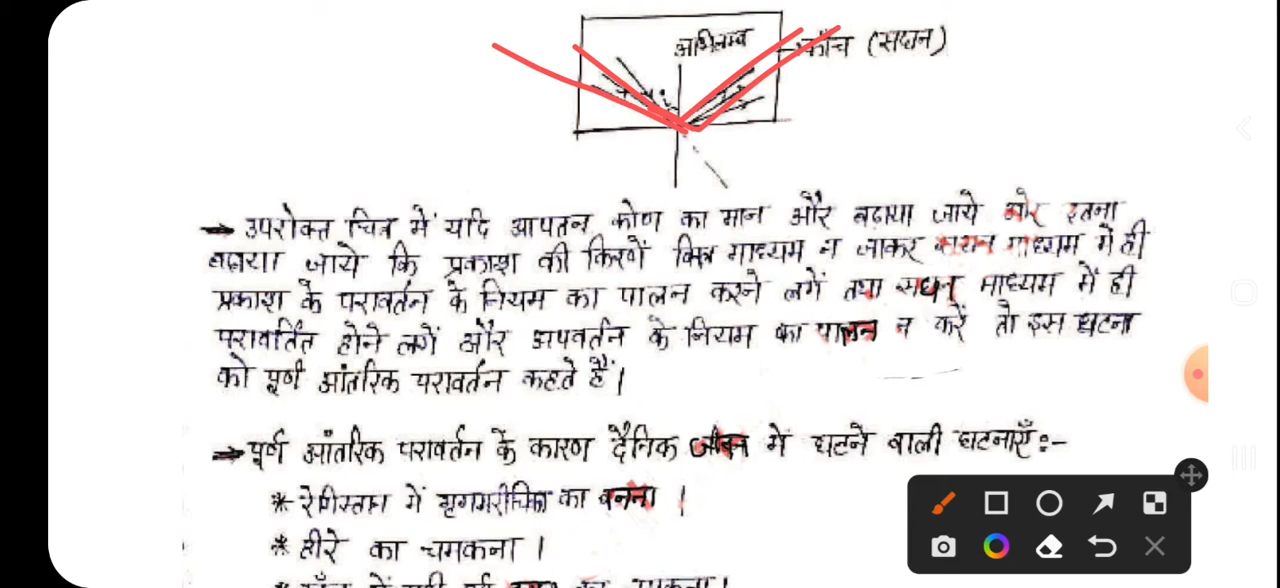 अभिलम्ब
काँच (सघन)
→ उपरोक्त चित्र में यदि आपतन कोण का मान और बढ़ाया जाये और इतना
बढ़ाया जाये कि प्रकाश की किरणें भिन्न माध्यम न जाकर सघन माध्यम में ही
प्रकाश के परावर्तन के नियम का पालन करने लगें तथा सघन माध्यम में ही
परावर्तित होने लगें और अपवर्तन के नियम का पालन न करें तो इस घटना
को पूर्ण आंतरिक परावर्तन कहते हैं।
→ पूर्ण आंतरिक परावर्तन के कारण दैनिक जीवन में घटने वाली घटनाएँ:-
* रेगिस्तान में मृगमरीचिका का बनना।
* हीरे का चमकना।